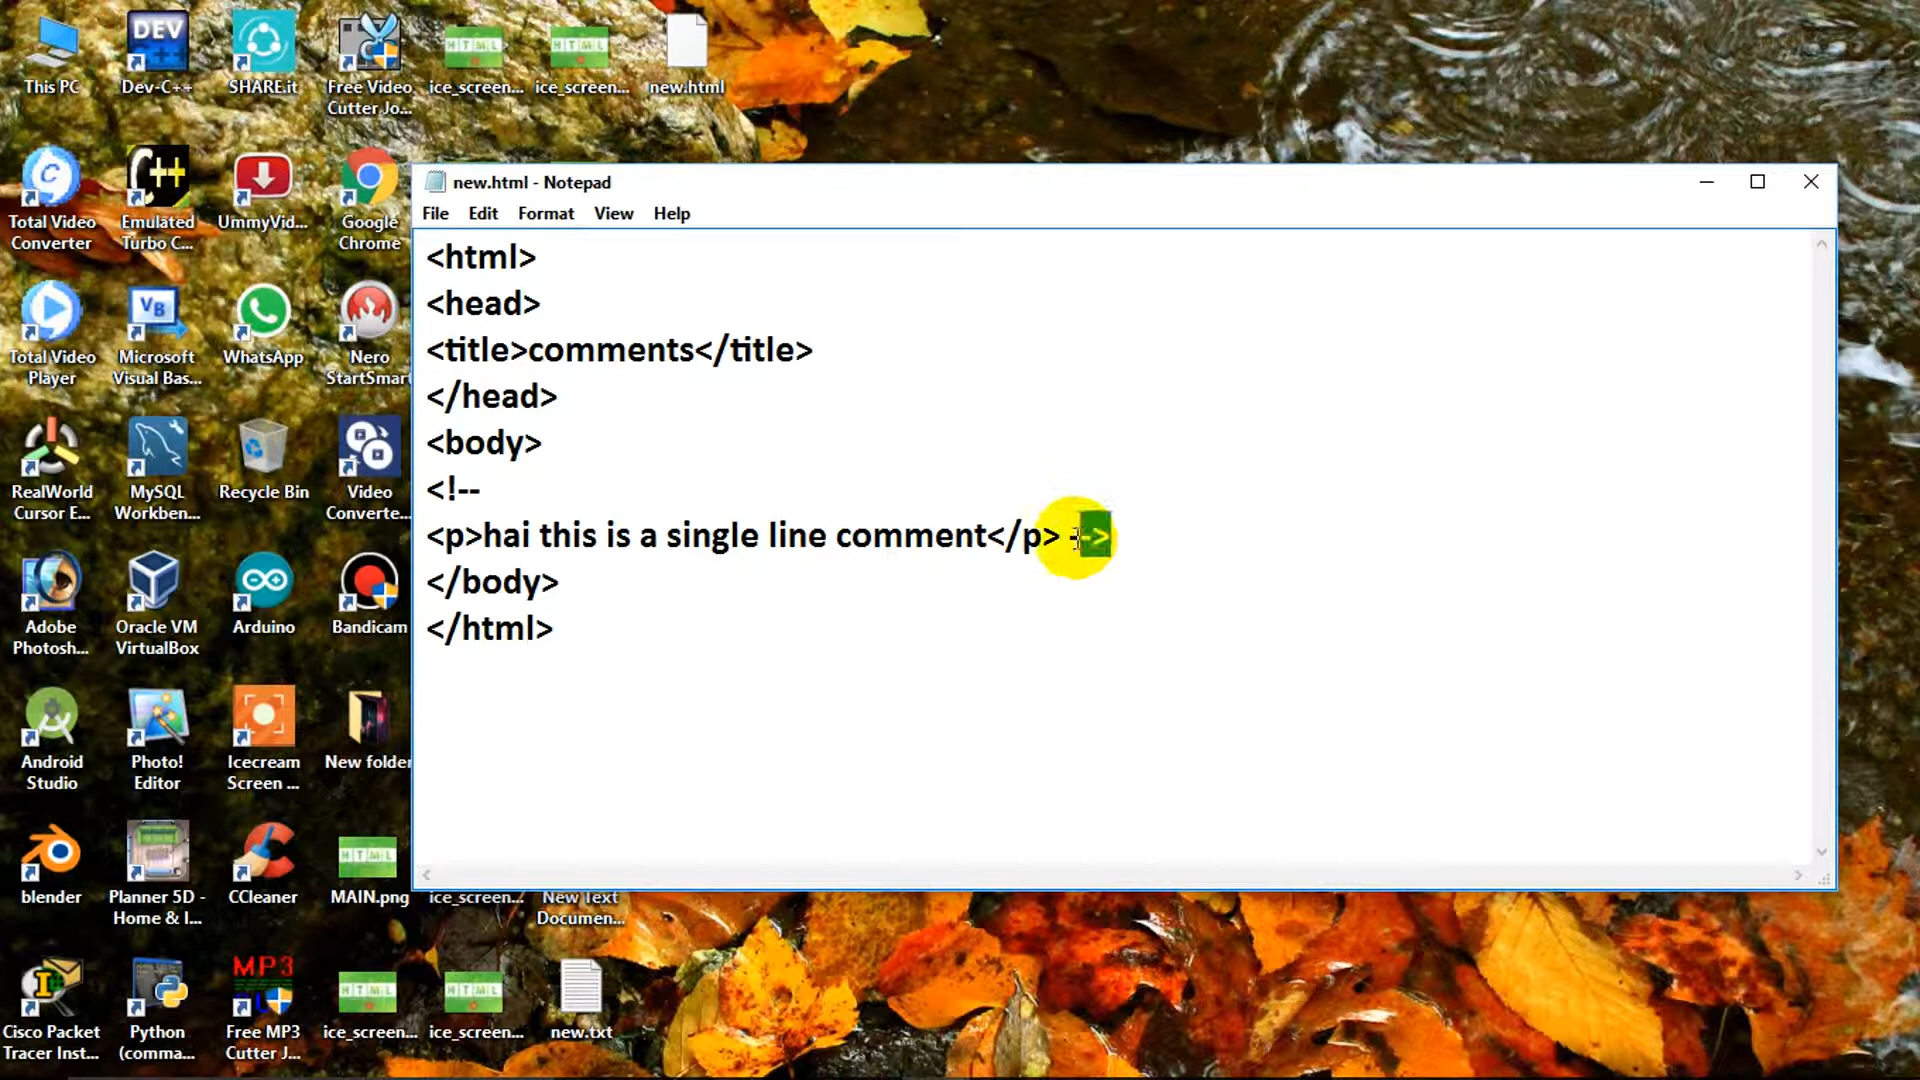 This PC
Dev-C++
SHARE.it
Free Video
Cutter Jo...
ice_screen...
ice_screen...
new.html
Total Video
Converter
Emulated
Turbo C...
UmmyVid...
Google
Chrome
Total Video
Player
Microsoft
Visual Bas...
WhatsApp
Nero
StartSmart
RealWorld
Cursor E...
MySQL
Workben...
Recycle Bin
Video
Converte...
Adobe
Photosh...
Oracle VM
VirtualBox
Arduino
Bandicam
Android
Studio
Photo!
Editor
Icecream
Screen ...
New folder
blender
Planner 5D -
Home & I...
CCleaner
MAIN.png
ice_screen...
New Text
Documen...
Cisco Packet
Tracer Inst...
Python
(comma...
Free MP3
Cutter J...
ice_screen...
ice_screen...
new.txt
new.html - Notepad
File Edit Format View Help
<html>
<head>
<title>comments</title>
</head>
<body>
<!--
<p>hai this is a single line comment</p> -->
</body>
</html>